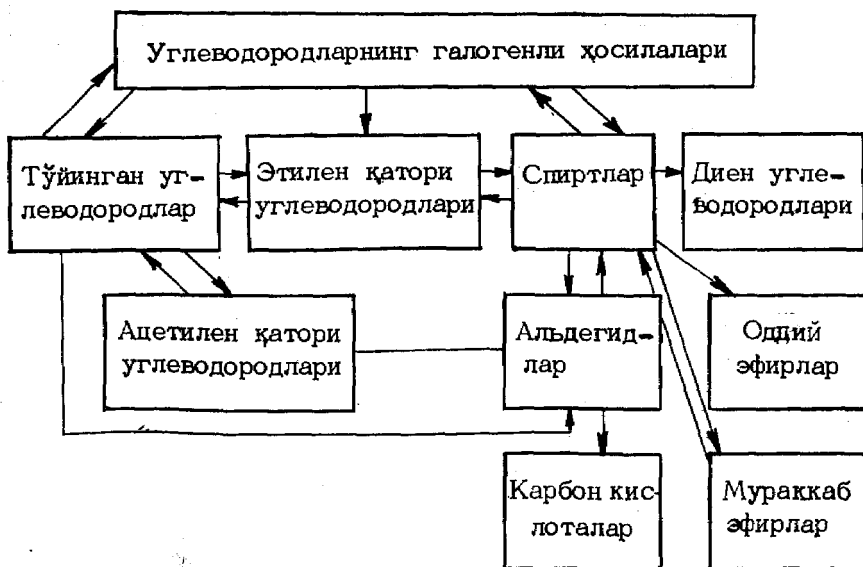 Углеводородларнинг галогенли ҳосилалари
Тўйинган уг-
леводородлар
Этилен қатори
углеводородлари
Спиртлар
Диен угле-
водородлари
Ацетилен қатори
углеводородлари
Альдегид-
лар
Оддий
эфирлар
Карбон кис-
лоталар
Мураккаб
эфирлар